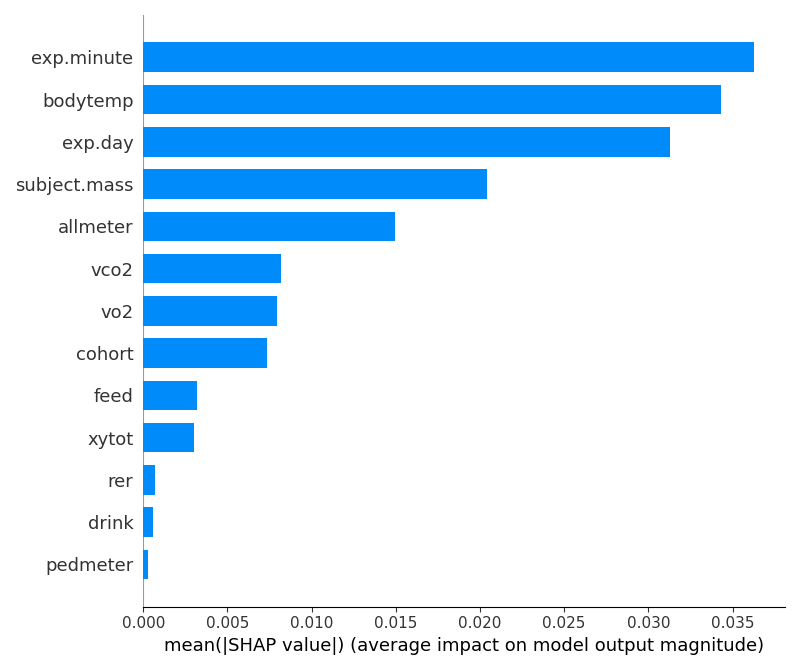 exp.minute
bodytemp
exp.day
subject.mass
allmeter
vco2
vo2
cohort
feed
xytot
rer
drink
pedmeter
0.000 0.005 0.010 0.015 0.020 0.025 0.030 0.035
mean(|SHAP value|) (average impact on model output magnitude)